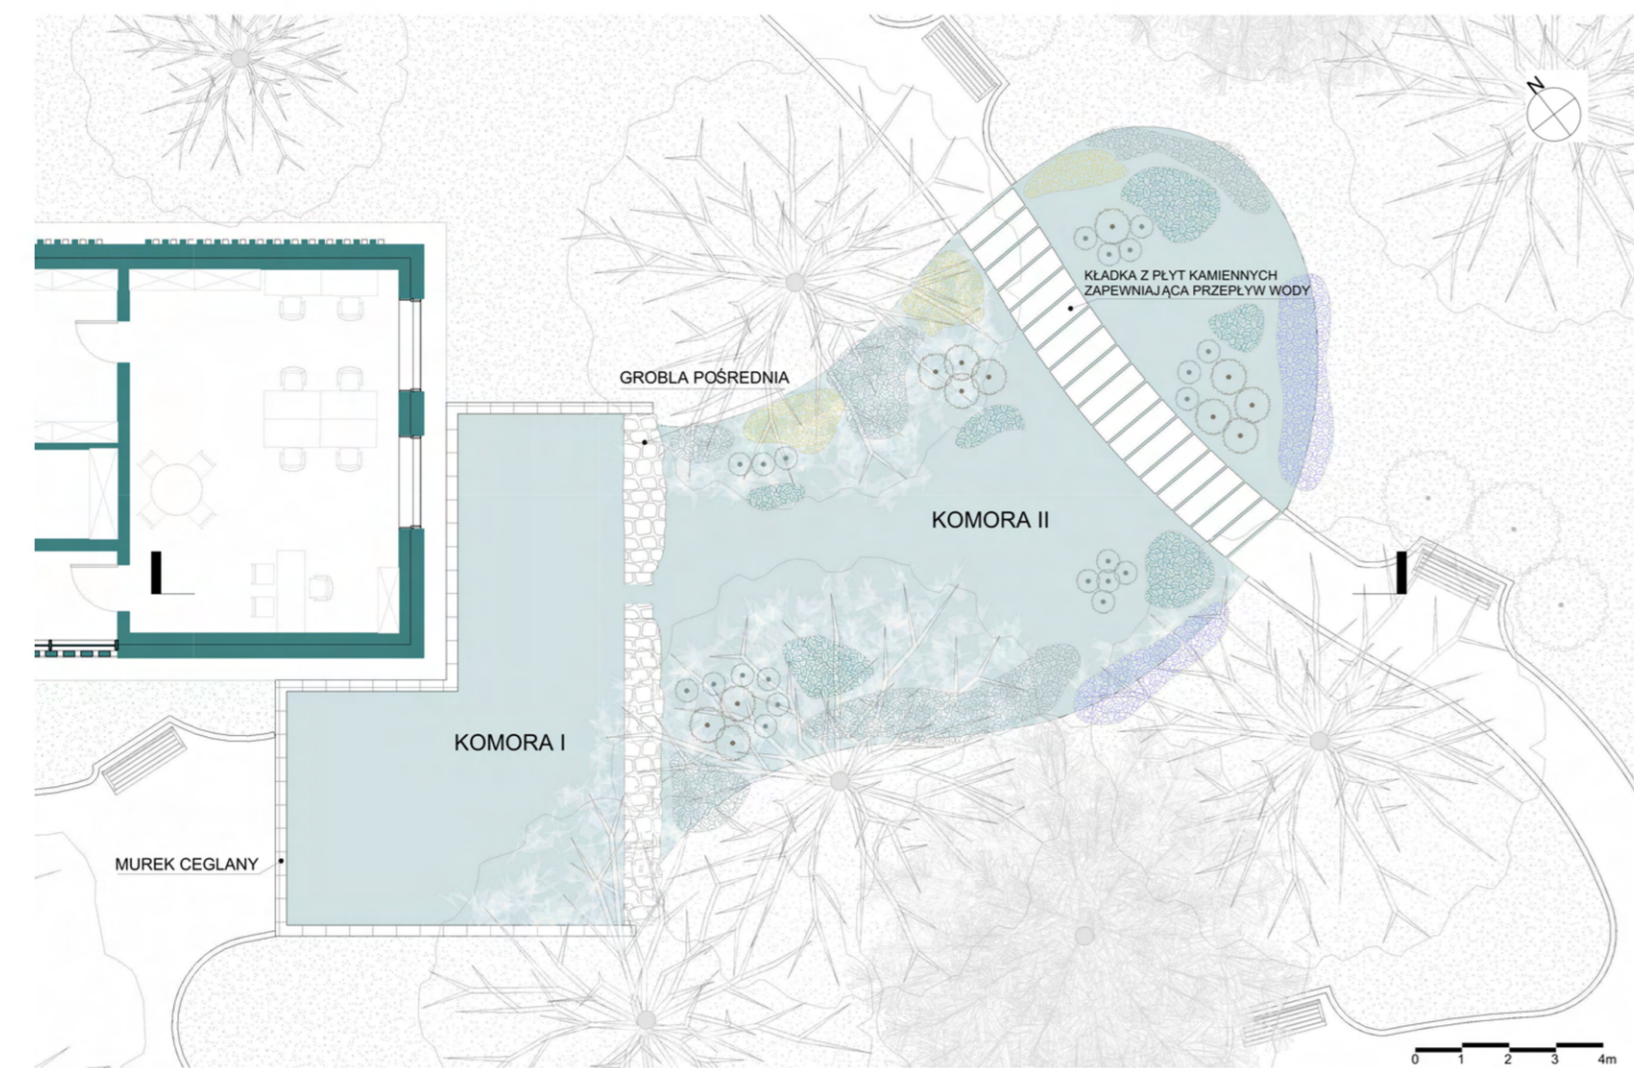 N
KŁADKA Z PŁYT KAMIENNYCH
ZAPEWNIAJĄCA PRZEPŁYW WODY
GROBLA POŚREDNIA
KOMORA II
KOMORA I
MUREK CEGLANY
0 1 2 3 4m